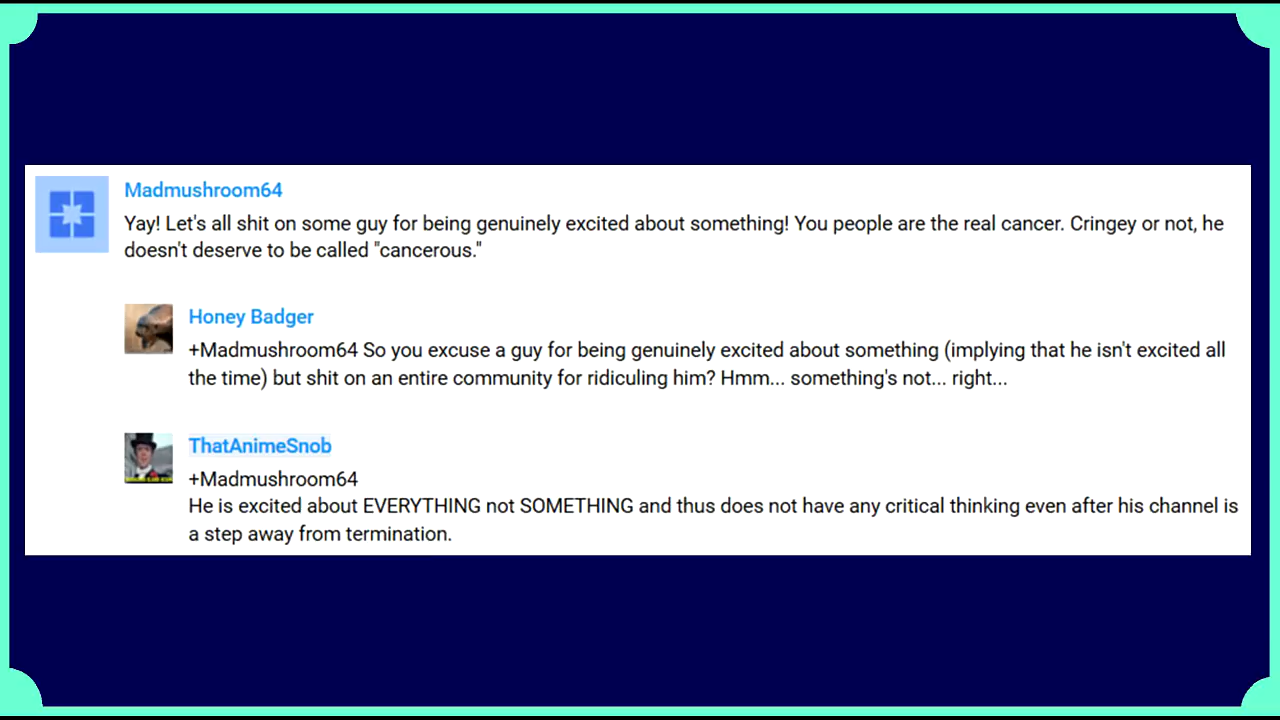 Madmushroom64
Yay! Let's all shit on some guy for being genuinely excited about something! You people are the real cancer. Cringey or not, he
doesn't deserve to be called "cancerous."
Honey Badger
+Madmushroom64 So you excuse a guy for being genuinely excited about something (implying that he isn't excited all
the time) but shit on an entire community for ridiculing him? Hmm... something's not... right...
ThatAnimeSnob
+Madmushroom64
He is excited about EVERYTHING not SOMETHING and thus does not have any critical thinking even after his channel is
a step away from termination.